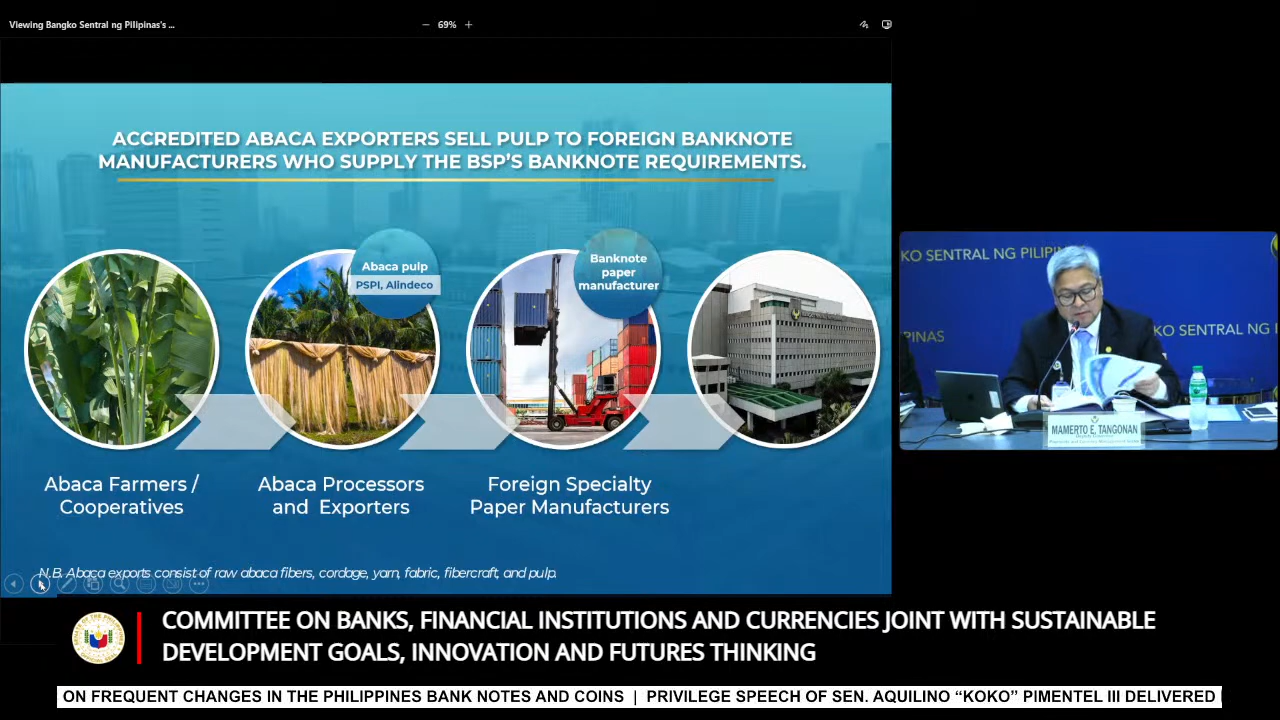 Viewing Bangko Sentral ng Pilipinas's ...
69%
ACCREDITED ABACA EXPORTERS SELL PULP TO FOREIGN BANKNOTE
MANUFACTURERS WHO SUPPLY THE BSP'S BANKNOTE REQUIREMENTS.
Abaca pulp
PSPI, Alindeco
Banknote
paper
manufacturer
Abaca Farmers /
Cooperatives
Abaca Processors
and Exporters
Foreign Specialty
Paper Manufacturers
N.B. Abaca exports consist of raw abaca fibers, cordage, yarn, fabric, fibercraft, and pulp.
KO SENTRAL NG PILIPINAS
PINAS
KO SENTRAL NG
MAMERTO E. TANGONAN
Deputy Governor
COMMITTEE ON BANKS, FINANCIAL INSTITUTIONS AND CURRENCIES JOINT WITH SUSTAINABLE
DEVELOPMENT GOALS, INNOVATION AND FUTURES THINKING
ON FREQUENT CHANGES IN THE PHILIPPINES BANK NOTES AND COINS | PRIVILEGE SPEECH OF SEN. AQUILINO “KOKO” PIMENTEL III DELIVERED